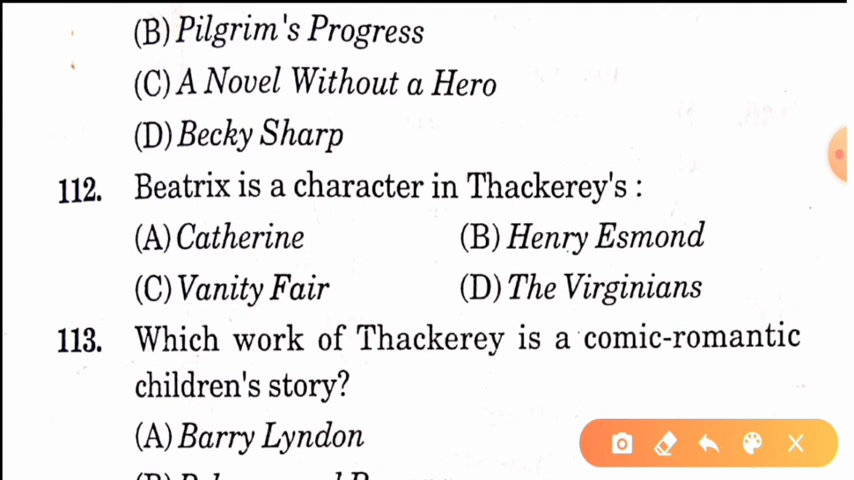 (B) Pilgrim's Progress
(C) A Novel Without a Hero
(D) Becky Sharp
112. Beatrix is a character in Thackerey's :
(A) Catherine (B) Henry Esmond
(C) Vanity Fair (D) The Virginians
113. Which work of Thackerey is a comic-romantic
children's story?
(A) Barry Lyndon